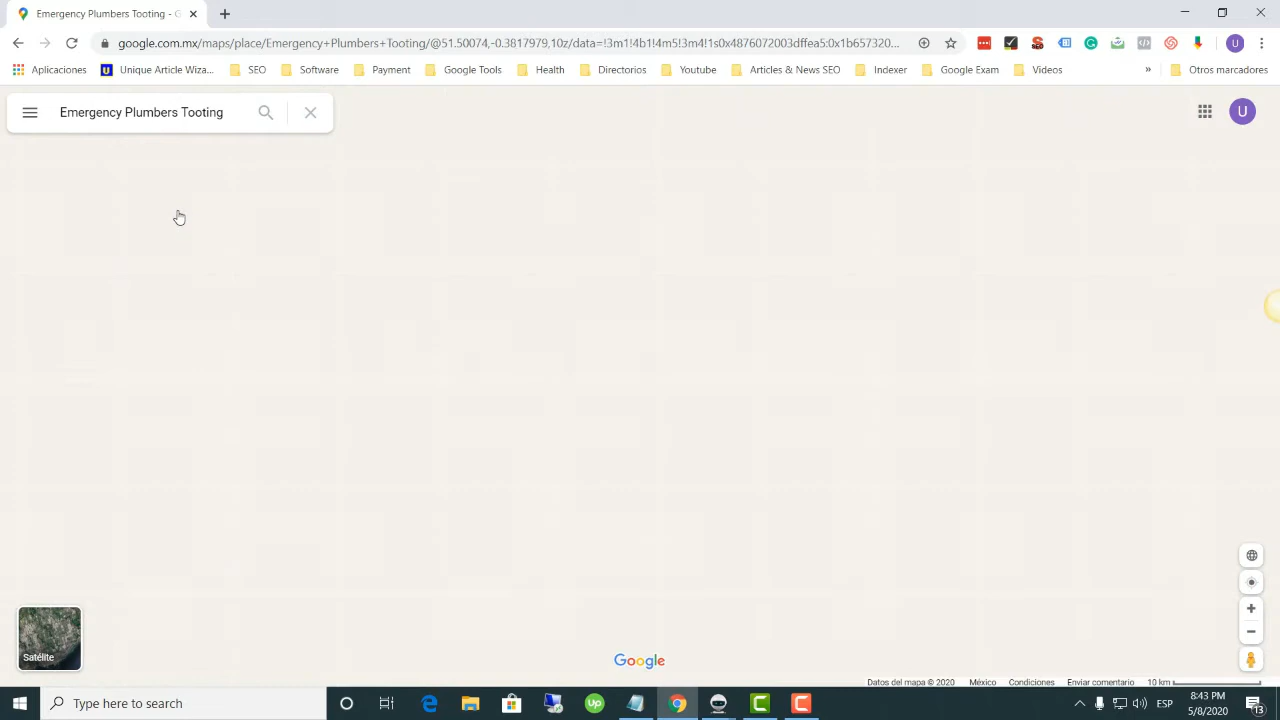 Emergency Plumbers Tooting - G
google.com.mx/maps/place/Emergency+Plumbers+Tooting/@51.50074,-0.3817979,10z/data=!3m1!4b1!4m5!3m4!1s0x4876072003dffea5:0x1b657320...
Aplicaciones
Unique Article Wiza...
SEO
Software
Payment
Google Tools
Health
Directorios
Youtube
Articles & News SEO
Indexer
Google Exam
Videos
»
Otros marcadores
Emergency Plumbers Tooting
U
Satélite
Google
Datos del mapa © 2020 México Condiciones Enviar comentario 10 km
Type here to search
Up
ESP
8:43 PM
5/8/2020
13